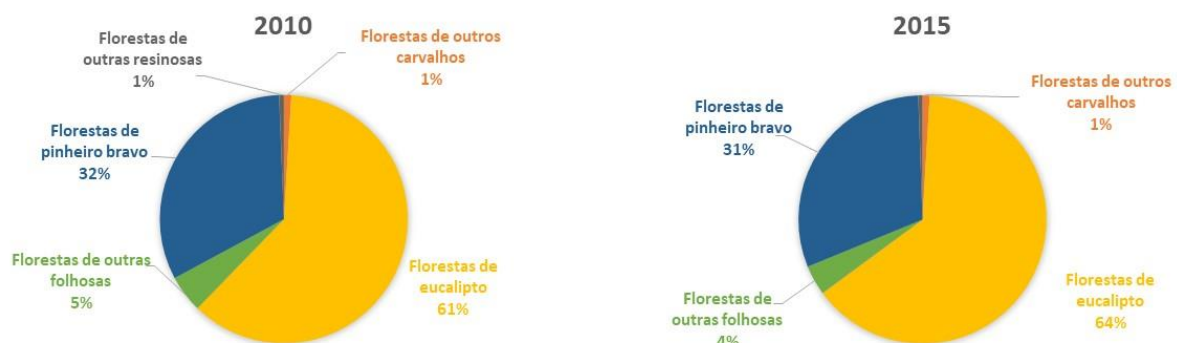 2010
Florestas de
outras resinosas
1%
Florestas de outros
carvalhos
1%
Florestas de
pinheiro bravo
32%
Florestas de outras
folhosas
5%
Florestas de
eucalipto
61%
2015
Florestas de outros
carvalhos
1%
Florestas de
pinheiro bravo
31%
Florestas de
outras folhosas
4%
Florestas de
eucalipto
64%